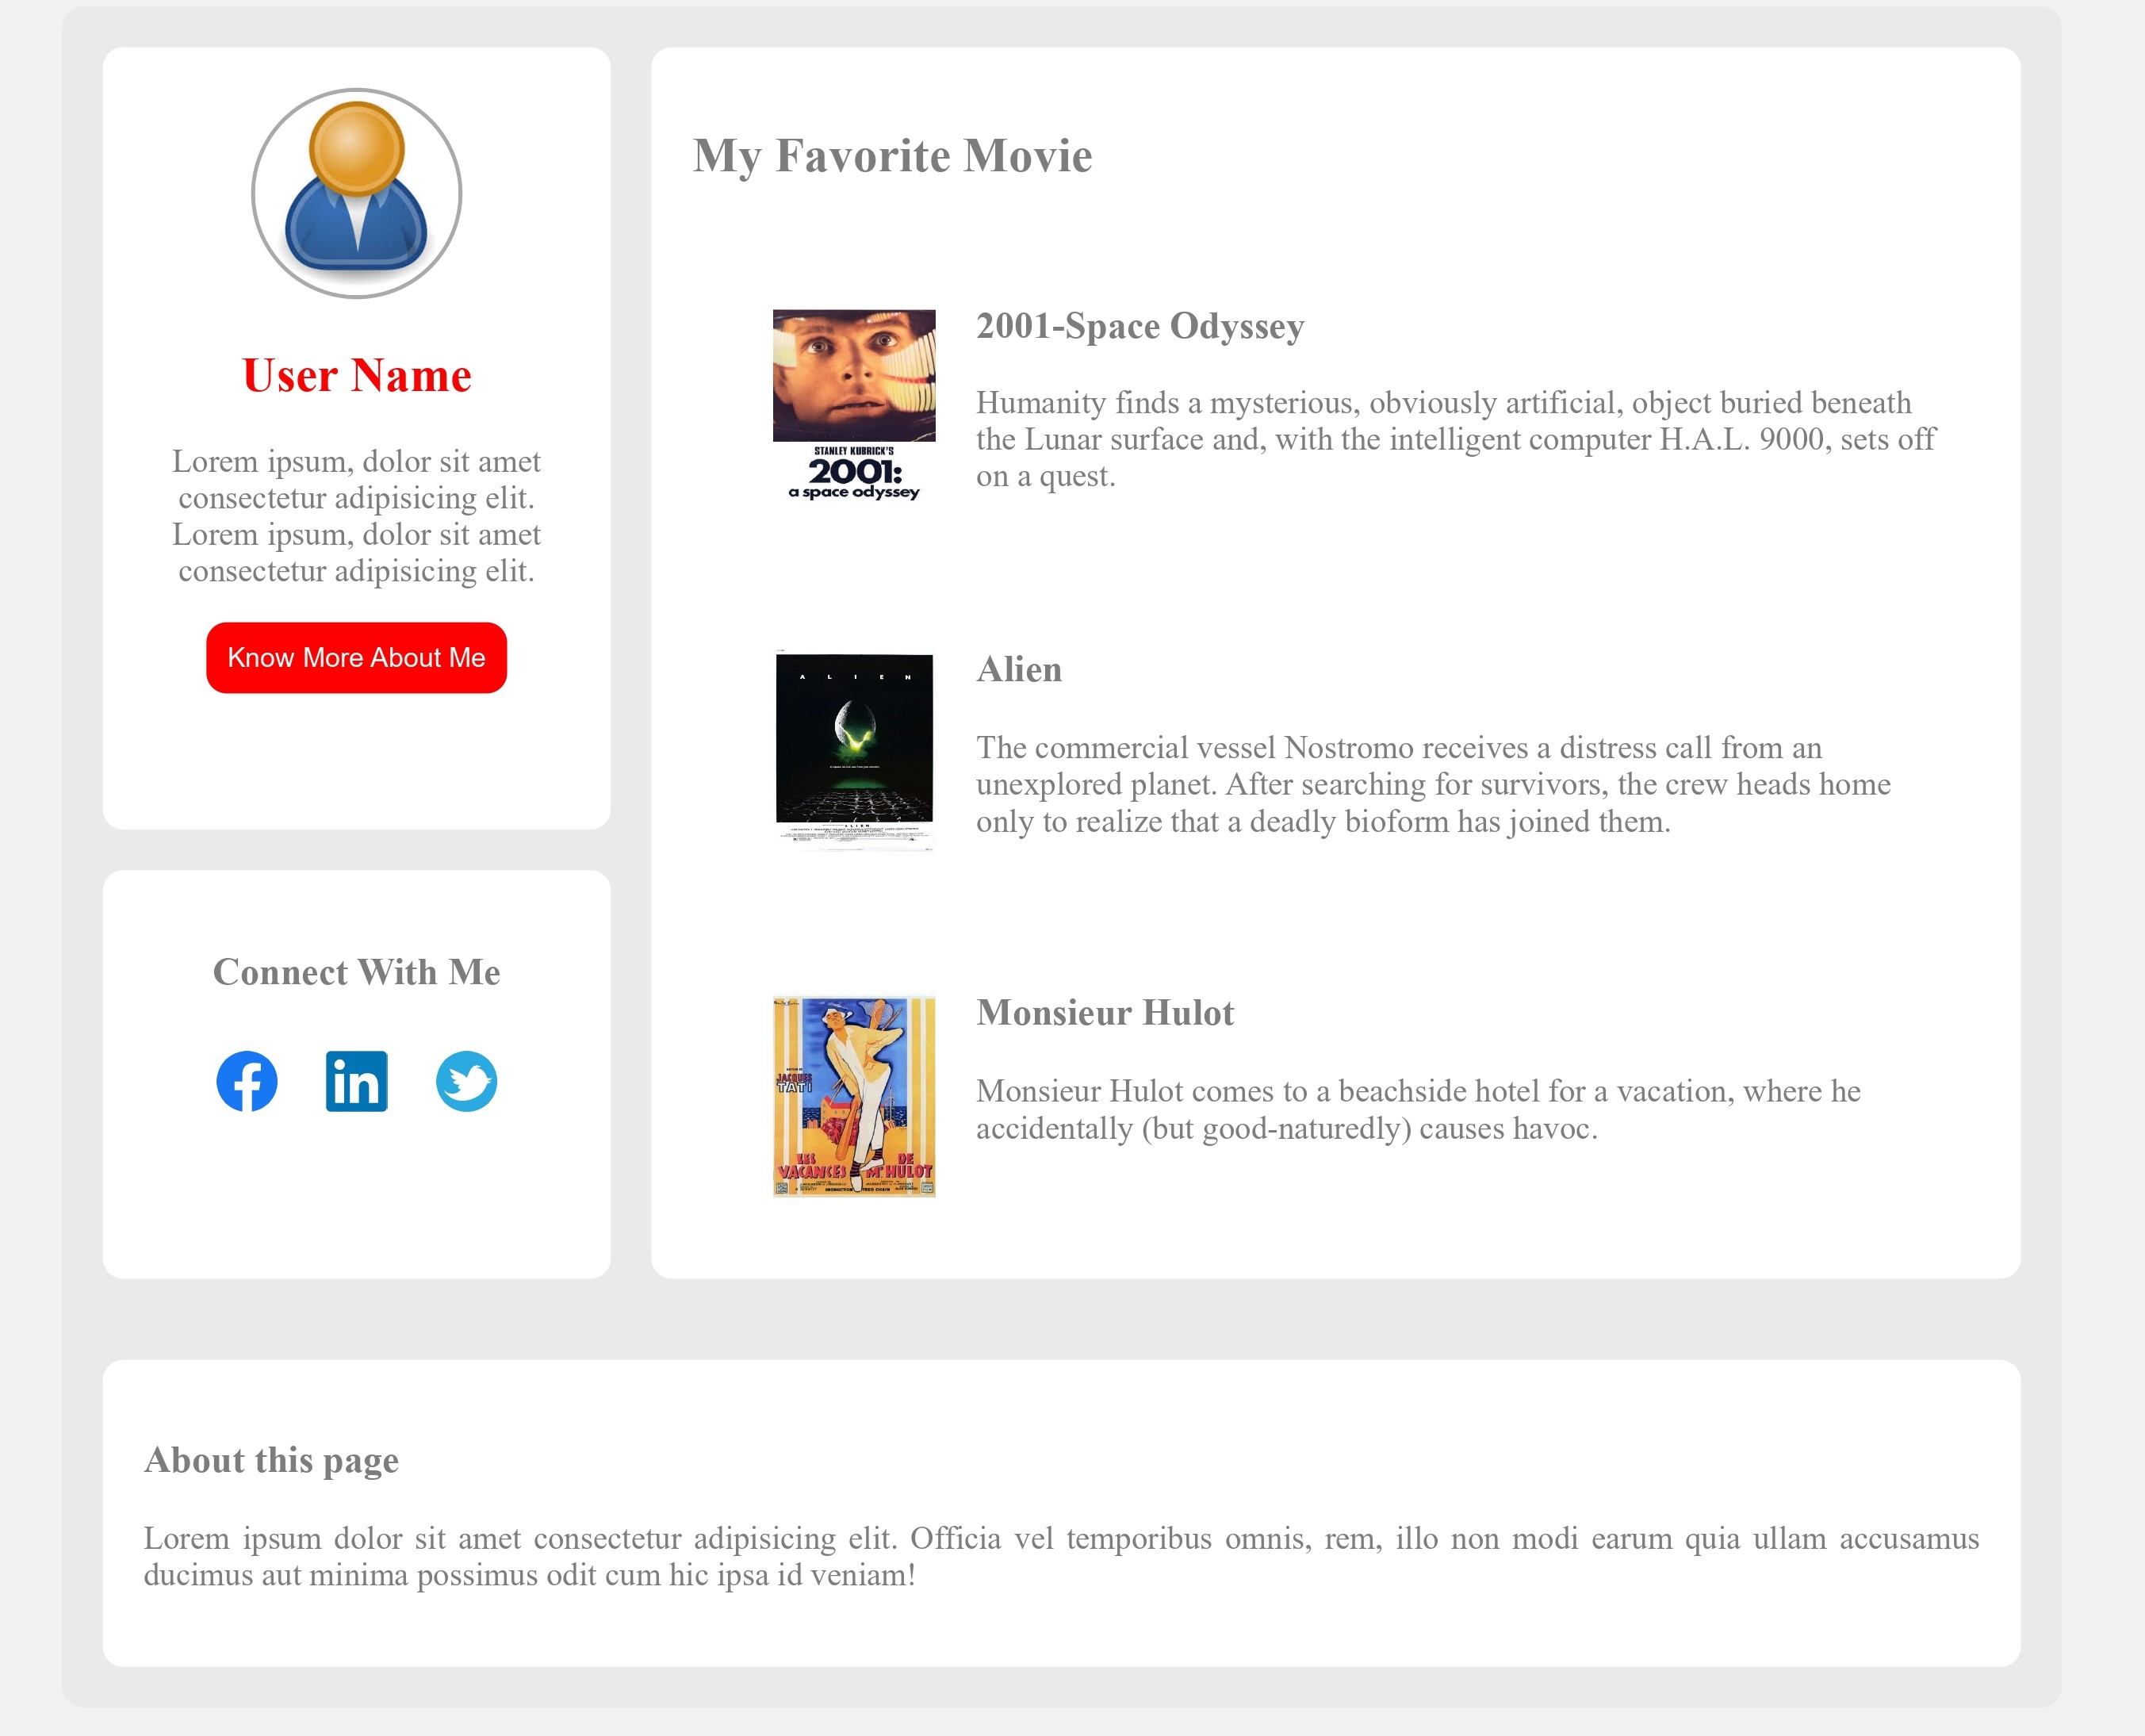 User Name
Lorem ipsum, dolor sit amet
consectetur adipisicing elit.
Lorem ipsum, dolor sit amet
consectetur adipisicing elit.
Know More About Me
Connect With Me
My Favorite Movie
STANLEY KUBRICK'S
2001:
a space odyssey
2001-Space Odyssey
Humanity finds a mysterious, obviously artificial, object buried beneath
the Lunar surface and, with the intelligent computer H.A.L. 9000, sets off
on a quest.
ALIEN
Alien
The commercial vessel Nostromo receives a distress call from an
unexplored planet. After searching for survivors, the crew heads home
only to realize that a deadly bioform has joined them.
JACQUES
TATI
LES DE
VACANCES MR HULOT
Monsieur Hulot
Monsieur Hulot comes to a beachside hotel for a vacation, where he
accidentally (but good-naturedly) causes havoc.
About this page
Lorem ipsum dolor sit amet consectetur adipisicing elit. Officia vel temporibus omnis, rem, illo non modi earum quia ullam accusamus
ducimus aut minima possimus odit cum hic ipsa id veniam!